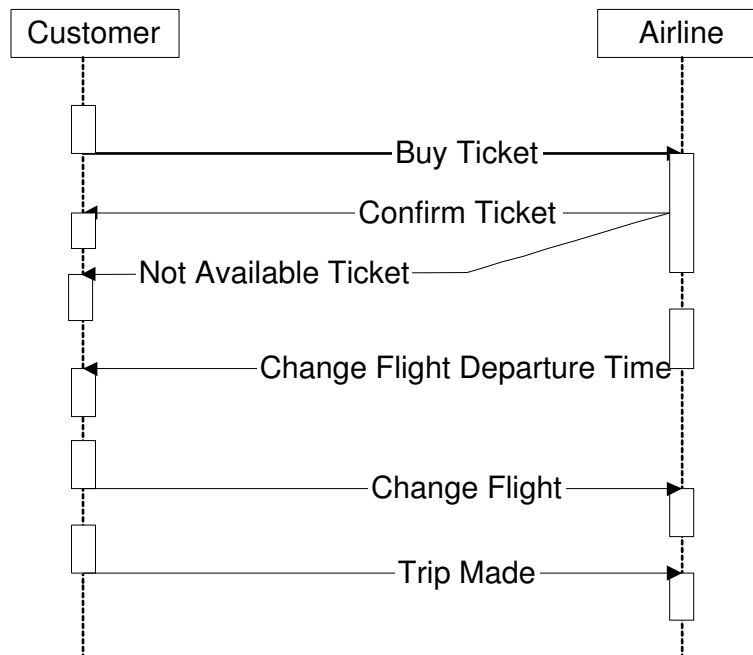 Customer
Airline
Buy Ticket
Confirm Ticket
Not Available Ticket
Change Flight Departure Time
Change Flight
Trip Made